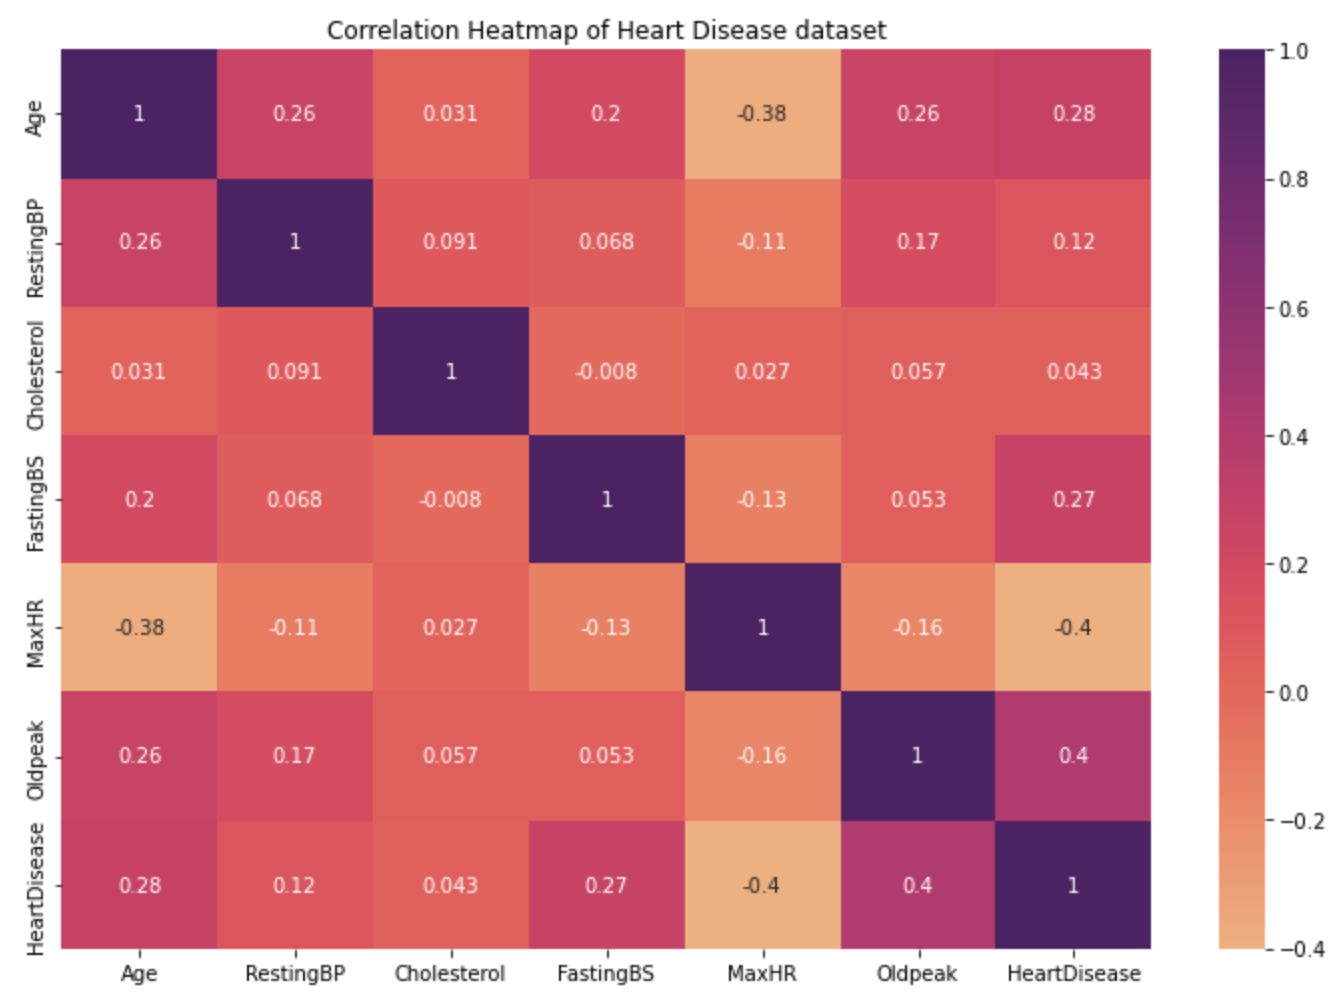 Correlation Heatmap of Heart Disease dataset
Age 1 0.26 0.031 0.2 -0.38 0.26 0.28
RestingBP 0.26 1 0.091 0.068 -0.11 0.17 0.12
Cholesterol 0.031 0.091 1 -0.008 0.027 0.057 0.043
FastingBS 0.2 0.068 -0.008 1 -0.13 0.053 0.27
MaxHR -0.38 -0.11 0.027 -0.13 1 -0.16 -0.4
Oldpeak 0.26 0.17 0.057 0.053 -0.16 1 0.4
HeartDisease 0.28 0.12 0.043 0.27 -0.4 0.4 1
Age RestingBP Cholesterol FastingBS MaxHR Oldpeak HeartDisease
1.0
0.8
0.6
0.4
0.2
0.0
−0.2
−0.4